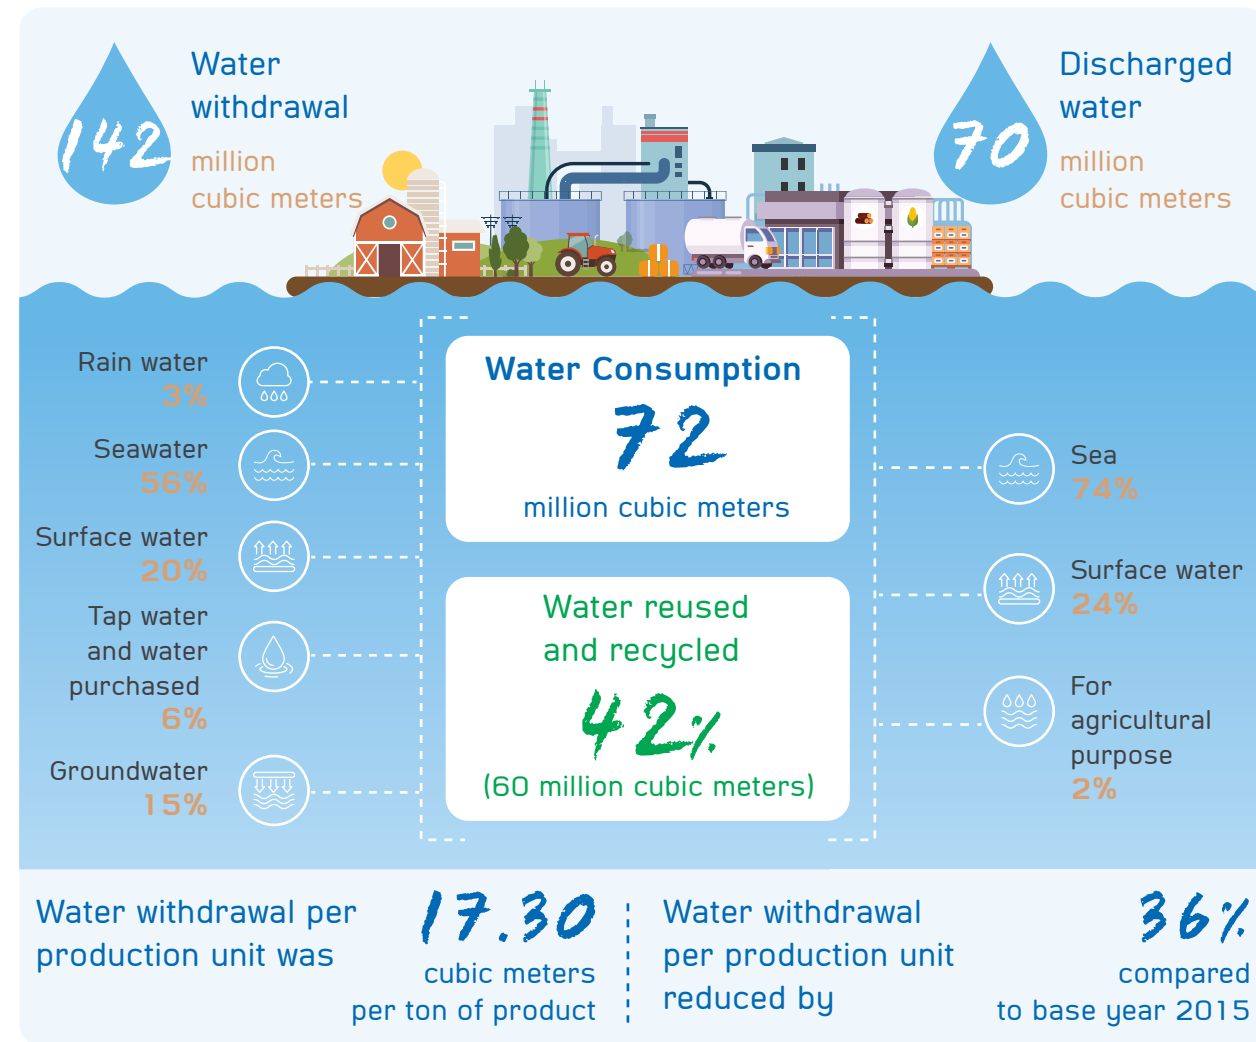 142
Water
withdrawal
million
cubic meters
70
Discharged
water
million
cubic meters
Rain water
3%
Seawater
56%
Surface water
20%
Tap water
and water
purchased
6%
Groundwater
15%
Water Consumption
72
million cubic meters
Water reused
and recycled
42%
(60 million cubic meters)
Sea
74%
Surface water
24%
For
agricultural
purpose
2%
Water withdrawal per
production unit was
17.30
cubic meters
per ton of product
Water withdrawal
per production unit
reduced by
36%
compared
to base year 2015